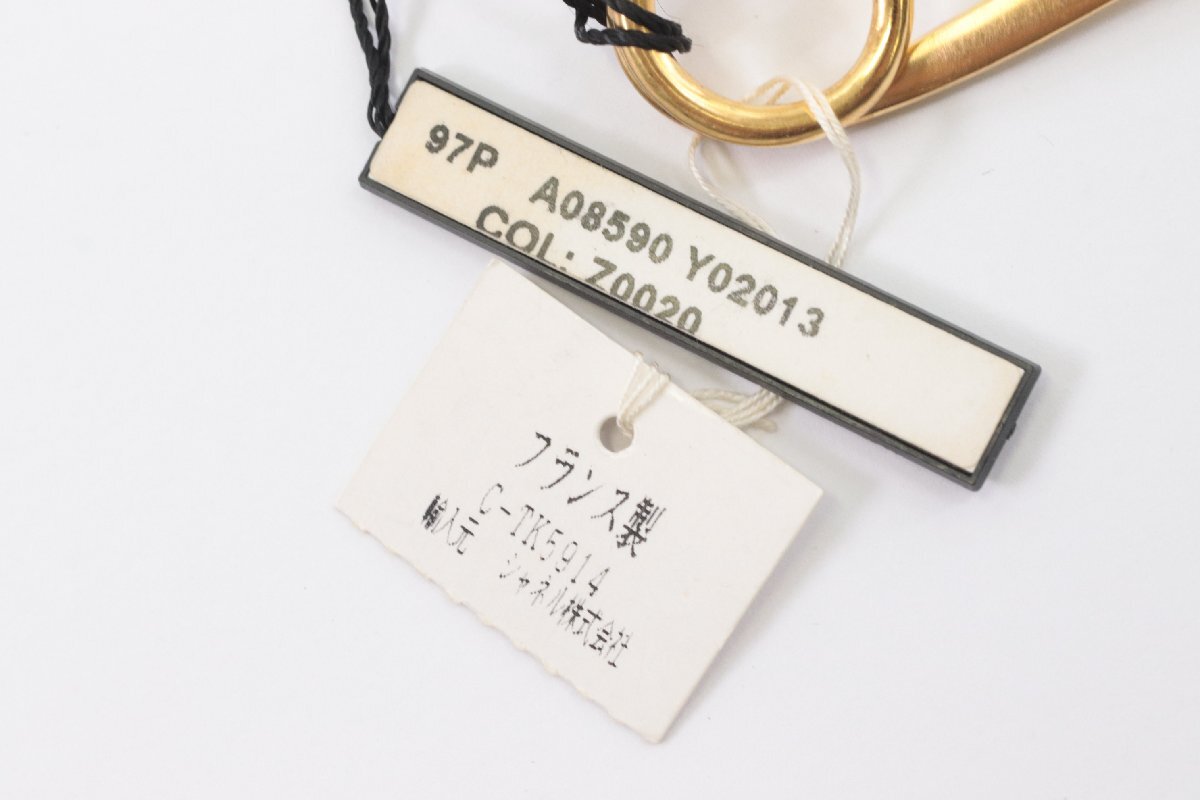 97P A08590 Y02013
COL: Z0020
フランス製
C-TK5914
輸入元 シャネル株式会社